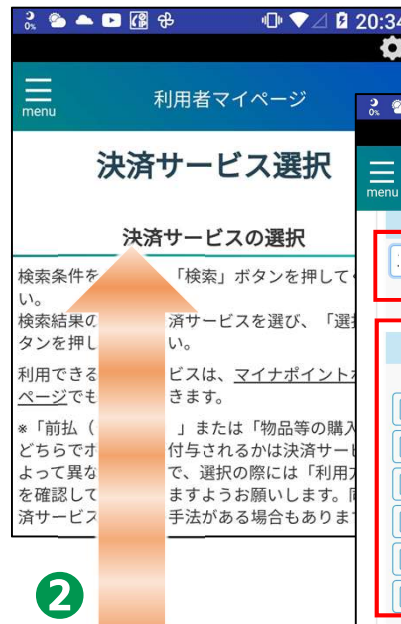 0%
20:34
menu
利用者マイページ
決済サービス選択
決済サービスの選択
検索条件を 「検索」ボタンを押して
い。
検索結果の 済サービスを選び、「選
タンを押し い。
利用できる ビスは、マイナポイント
ページでも きます。
※「前払( 」または「物品等の購入
どちらでポ 付与されるかは決済サー
よって異な で、選択の際には「利用
を確認して ますようお願いします。
済サービス 手法がある場合もありま
2
0%
menu